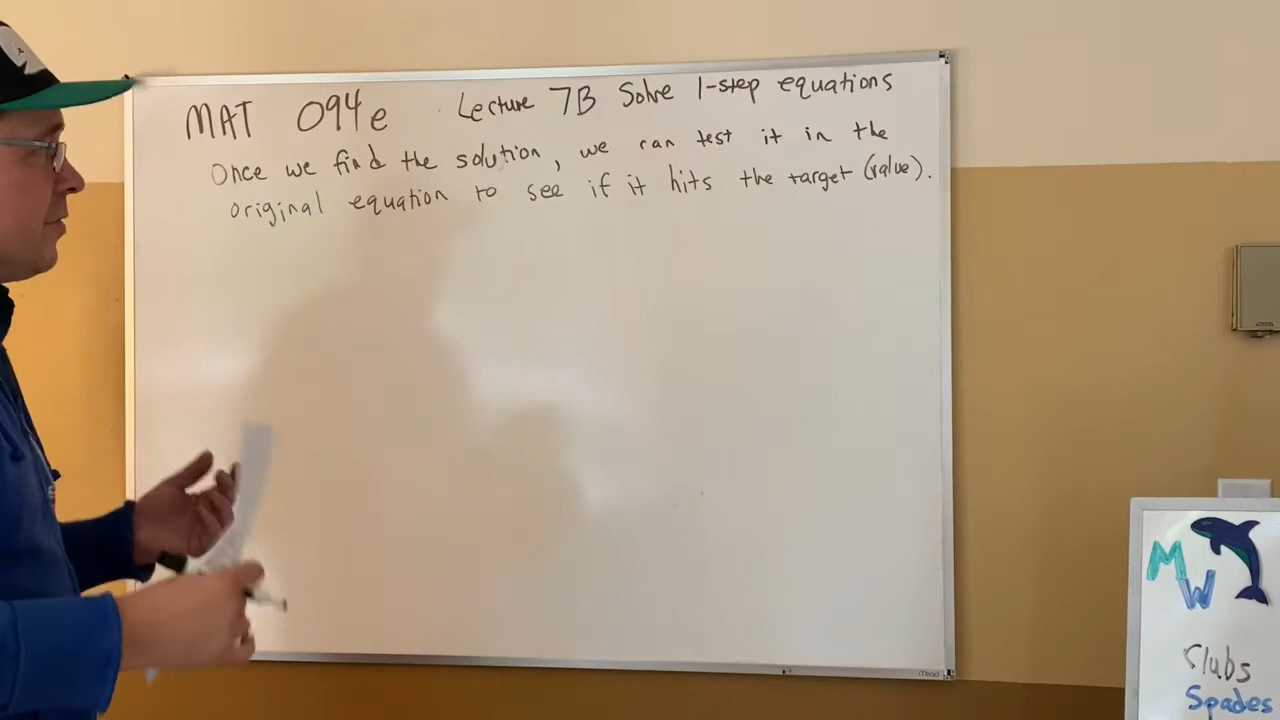 MAT 094e Lecture 7B Solve 1-step equations
Once we find the solution, we can test it in the
original equation to see if it hits the target (value).
Mead
MW
Clubs
Spades